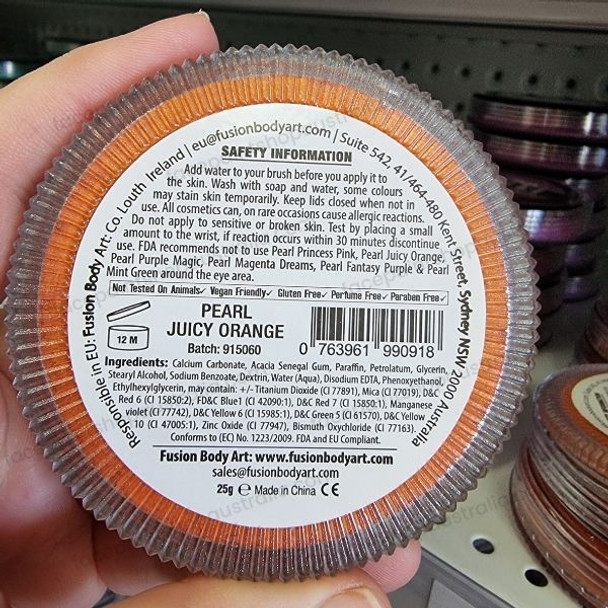 Responsible in EU: Fusion Body Art: Co. Louth Ireland | eu@fusionbodyart.com | Suite 542, 41/464-480 Kent Street, Sydney NSW 2000 Australia
SAFETY INFORMATION
Add water to your brush before you apply it to
the skin. Wash with soap and water, some colours
may stain skin temporarily. Keep lids closed when not in
use. All cosmetics can, on rare occasions cause allergic reactions.
Do not apply to sensitive or broken skin. Test by placing a small
amount to the wrist, if reaction occurs within 30 minutes discontinue
use. FDA recommends not to use Pearl Princess Pink, Pearl Juicy Orange,
Pearl Purple Magic, Pearl Magenta Dreams, Pearl Fantasy Purple & Pearl
Mint Green around the eye area.
Not Tested On Animals✓ Vegan Friendly✓ Gluten Free✓ Perfume Free✓ Paraben Free✓
12 M
PEARL
JUICY ORANGE
Batch: 915060
0 763961 990918
Ingredients: Calcium Carbonate, Acacia Senegal Gum, Paraffin, Petrolatum, Glycerin,
Stearyl Alcohol, Sodium Benzoate, Dextrin, Water (Aqua), Disodium EDTA, Phenoxyethanol,
Ethylhexylglycerin, may contain: +/- Titanium Dioxide (CI 77891), Mica (CI 77019), D&C
Red 6 (CI 15850:2), FD&C Blue1 (CI 42090:1), D&C Red 7 (CI 15850:1), Manganese
violet (CI 77742), D&C Yellow 6 (CI 15985:1), D&C Green 5 (CI 61570), D&C Yellow
10 (CI 47005:1), Zinc Oxide (CI 77947), Bismuth Oxychloride (CI 77163).
Conforms to (EC) No. 1223/2009. FDA and EU Compliant.
Fusion Body Art: www.fusionbodyart.com
sales@fusionbodyart.com
25g ℮ Made in China CE